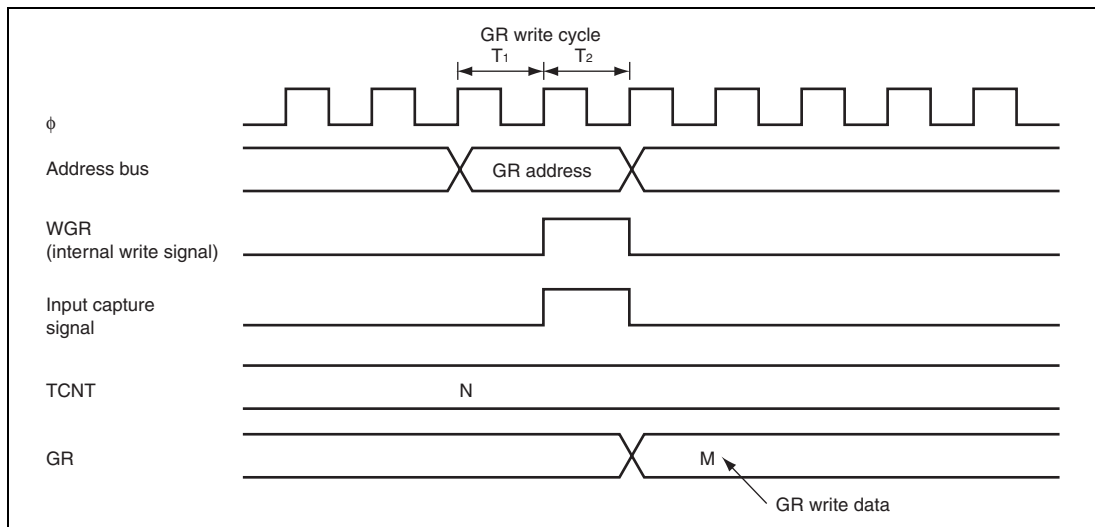 GR write cycle
T1 T2
ϕ
Address bus
GR address
WGR
(internal write signal)
Input capture
signal
TCNT
N
GR
M
GR write data